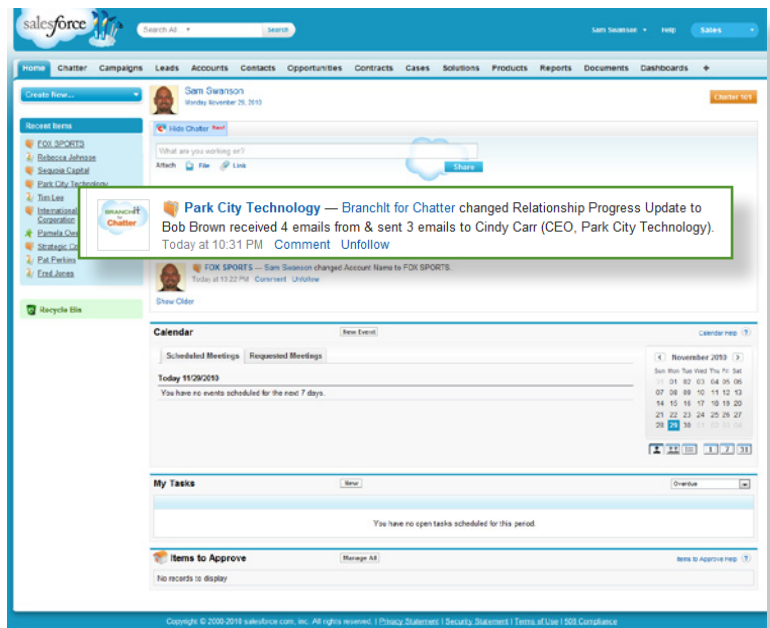 salesforce
Search All
Search
Sam Swanson
Help
Sales
Home Chatter Campaigns Leads Accounts Contacts Opportunities Contracts Cases Solutions Products Reports Documents Dashboards +
Create New...
Sam Swanson
Monday November 29, 2010
Chatter 101
Recent Items
FOX SPORTS
Rebecca Johnson
Sequoia Capital
Park City Technology
Tim Lee
International
Corporation
Pamela
Strategic
Pat Perkins
Fred Jones
Recycle Bin
Hide Chatter
What are you working on?
Attach File Link
Share
BRANCHIT
for
Chatter
Park City Technology — BranchIt for Chatter changed Relationship Progress Update to
Bob Brown received 4 emails from & sent 3 emails to Cindy Carr (CEO, Park City Technology).
Today at 10:31 PM Comment Unfollow
FOX SPORTS — Sam Swanson changed Account Name to FOX SPORTS.
Today at 13:22 PM Comment Unfollow
Show Older
Calendar
New Event
Calendar Help (?)
Scheduled Meetings Requested Meetings
Today 11/29/2010
You have no events scheduled for the next 7 days.
November 2010
Sun Mon Tue Wed Thu Fri Sat
31 01 02 03 04 05 06
07 08 09 10 11 12 13
14 15 16 17 18 19 20
21 22 23 24 25 26 27
28 29 30 01 02 03 04
1 7 31
My Tasks
New
Overdue
You have no open tasks scheduled for this period.
Items to Approve
Manage All
Items to Approve Help (?)
No records to display
Copyright © 2000-2010 salesforce.com, inc. All rights reserved. | Privacy Statement | Security Statement | Terms of Use | 508 Compliance